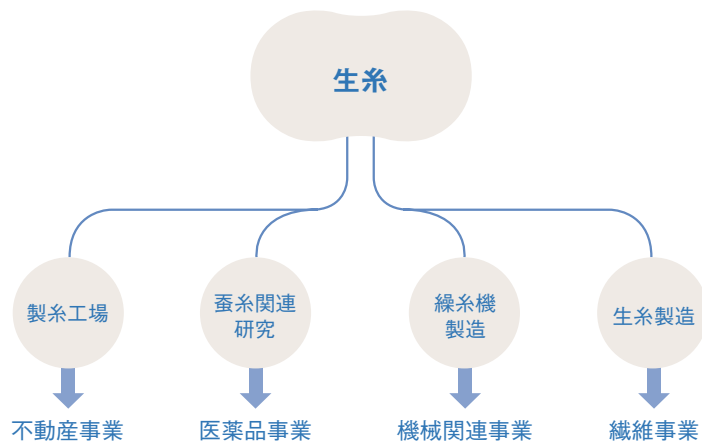 生糸
製糸工場
蚕糸関連
研究
繰糸機
製造
生糸製造
不動産事業
医薬品事業
機械関連事業
繊維事業